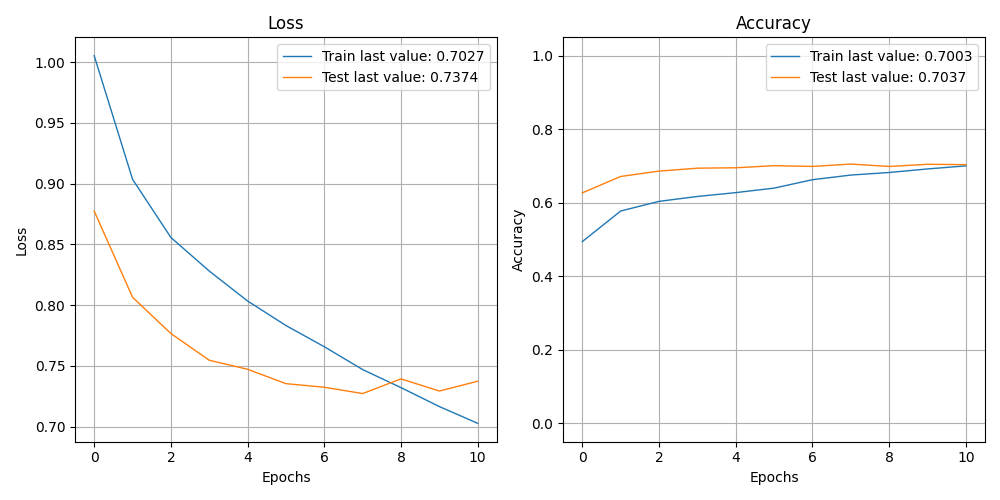 Loss
Train last value: 0.7027
Test last value: 0.7374
1.00
0.95
0.90
0.85
0.80
0.75
0.70
Loss
0 2 4 6 8 10
Epochs
Accuracy
Train last value: 0.7003
Test last value: 0.7037
1.0
0.8
0.6
0.4
0.2
0.0
Accuracy
0 2 4 6 8 10
Epochs